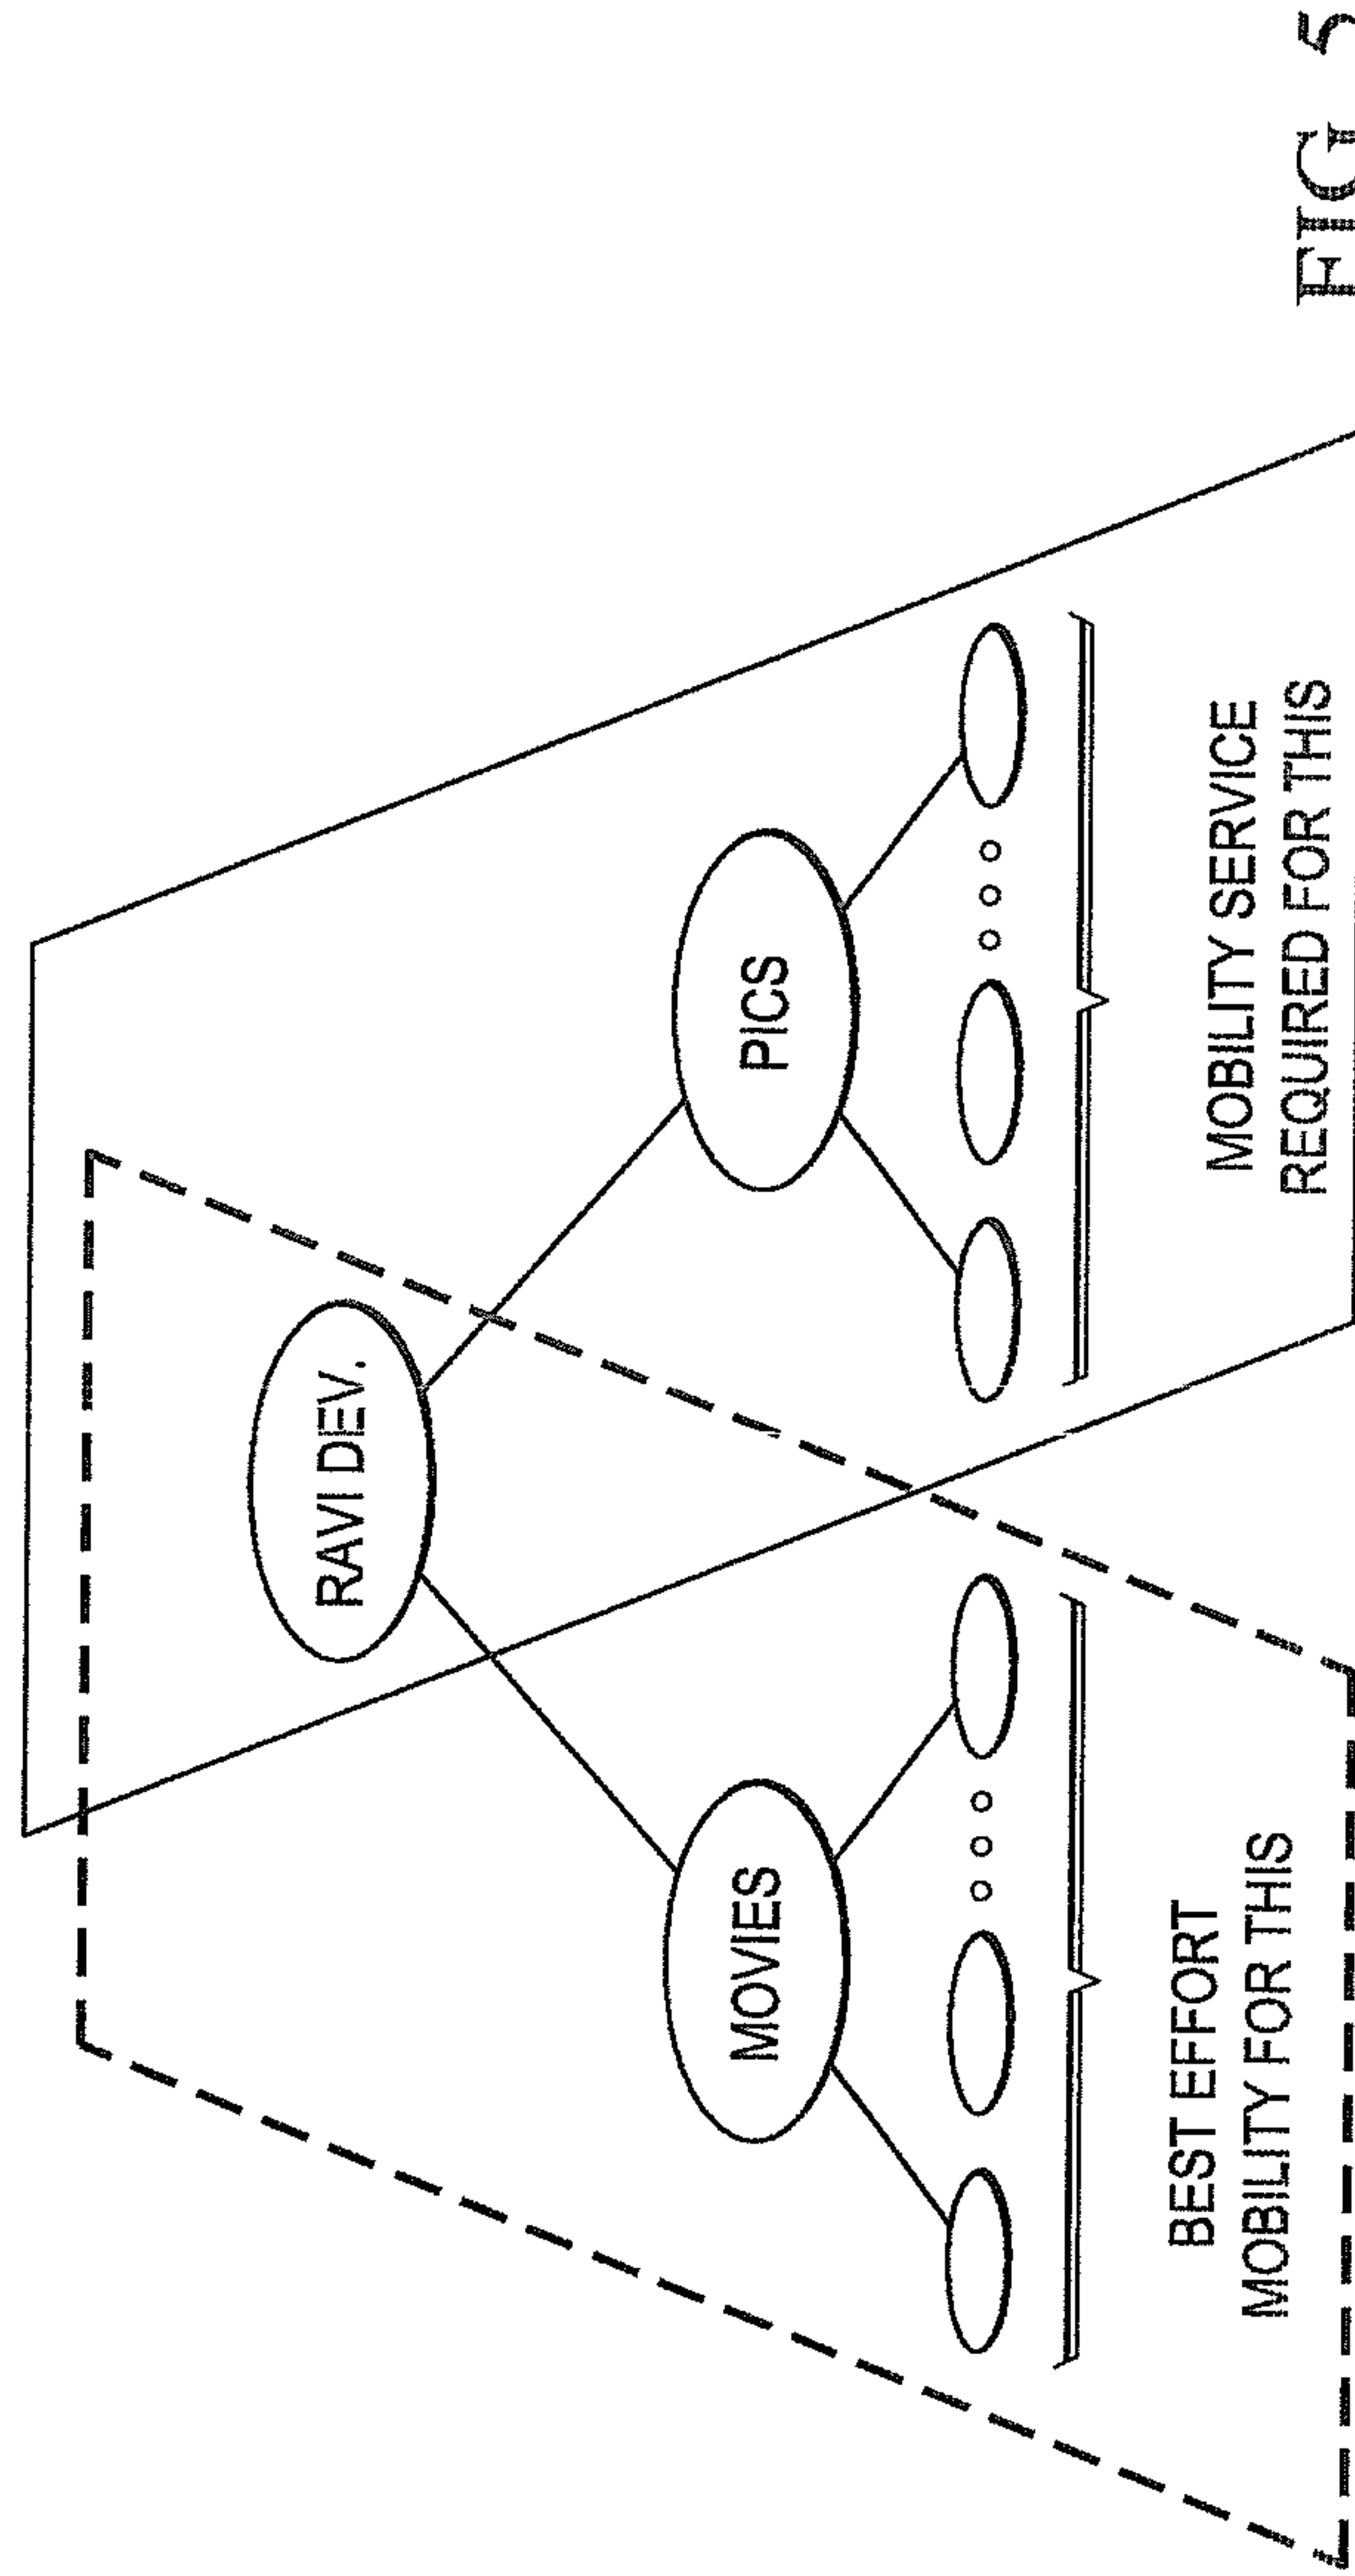 RAVI DEV.
MOVIES
PICS
BEST EFFORT
MOBILITY FOR THIS
MOBILITY SERVICE
REQUIRED FOR THIS
FIG 5